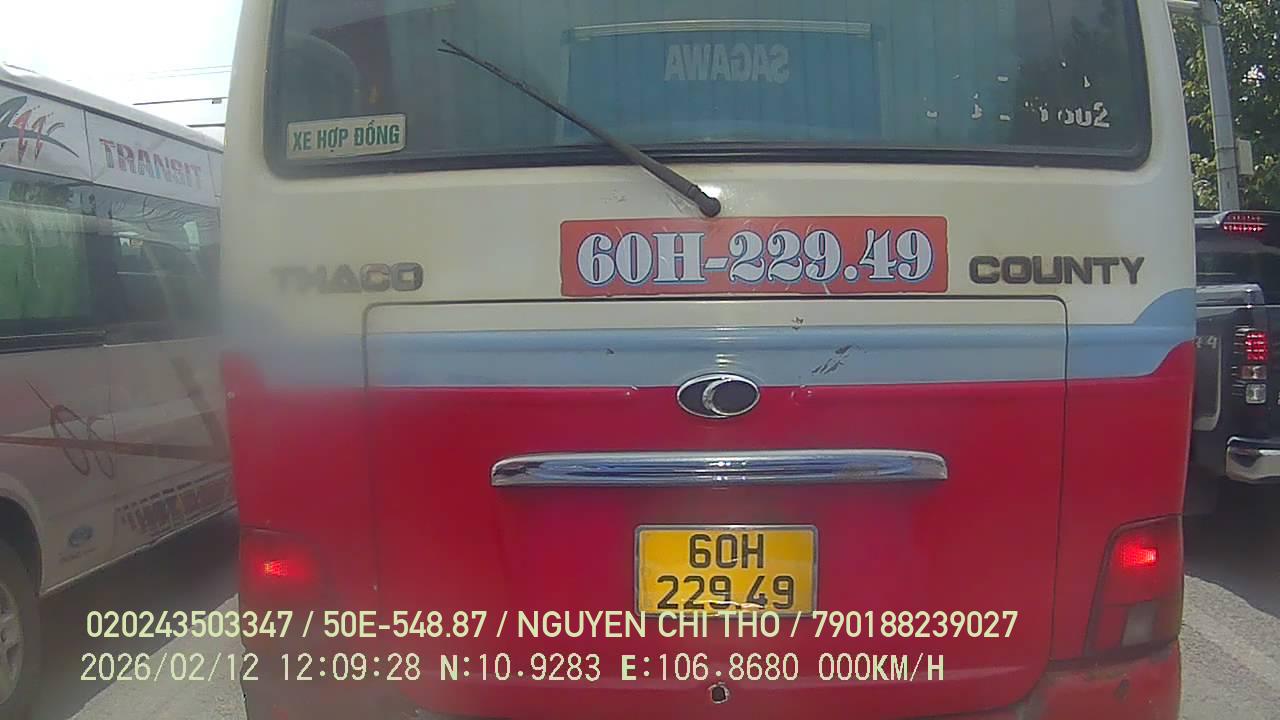 SAGAWA
XE HỢP ĐỒNG
TRANSIT
60H-229.49
THACO
COUNTY
60H
229.49
020243503347 / 50E-548.87 / NGUYEN CHI THO / 790188239027
2026/02/12 12:09:28 N:10.9283 E:106.8680 000KM/H